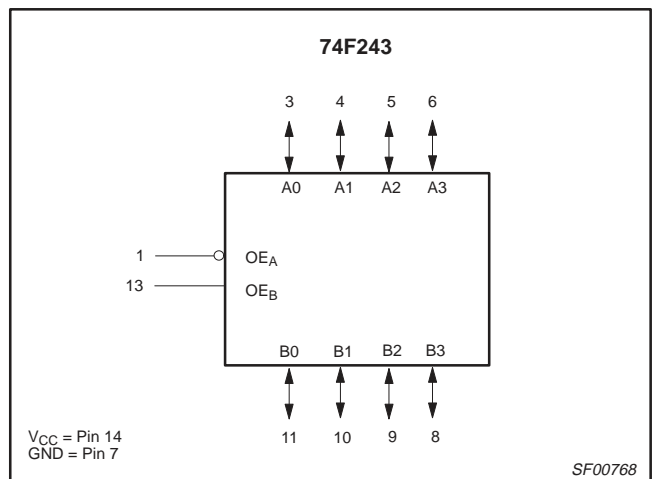 74F243
3 4 5 6
A0 A1 A2 A3
1 OEA
13 OEB
B0 B1 B2 B3
11 10 9 8
VCC = Pin 14
GND = Pin 7
SF00768